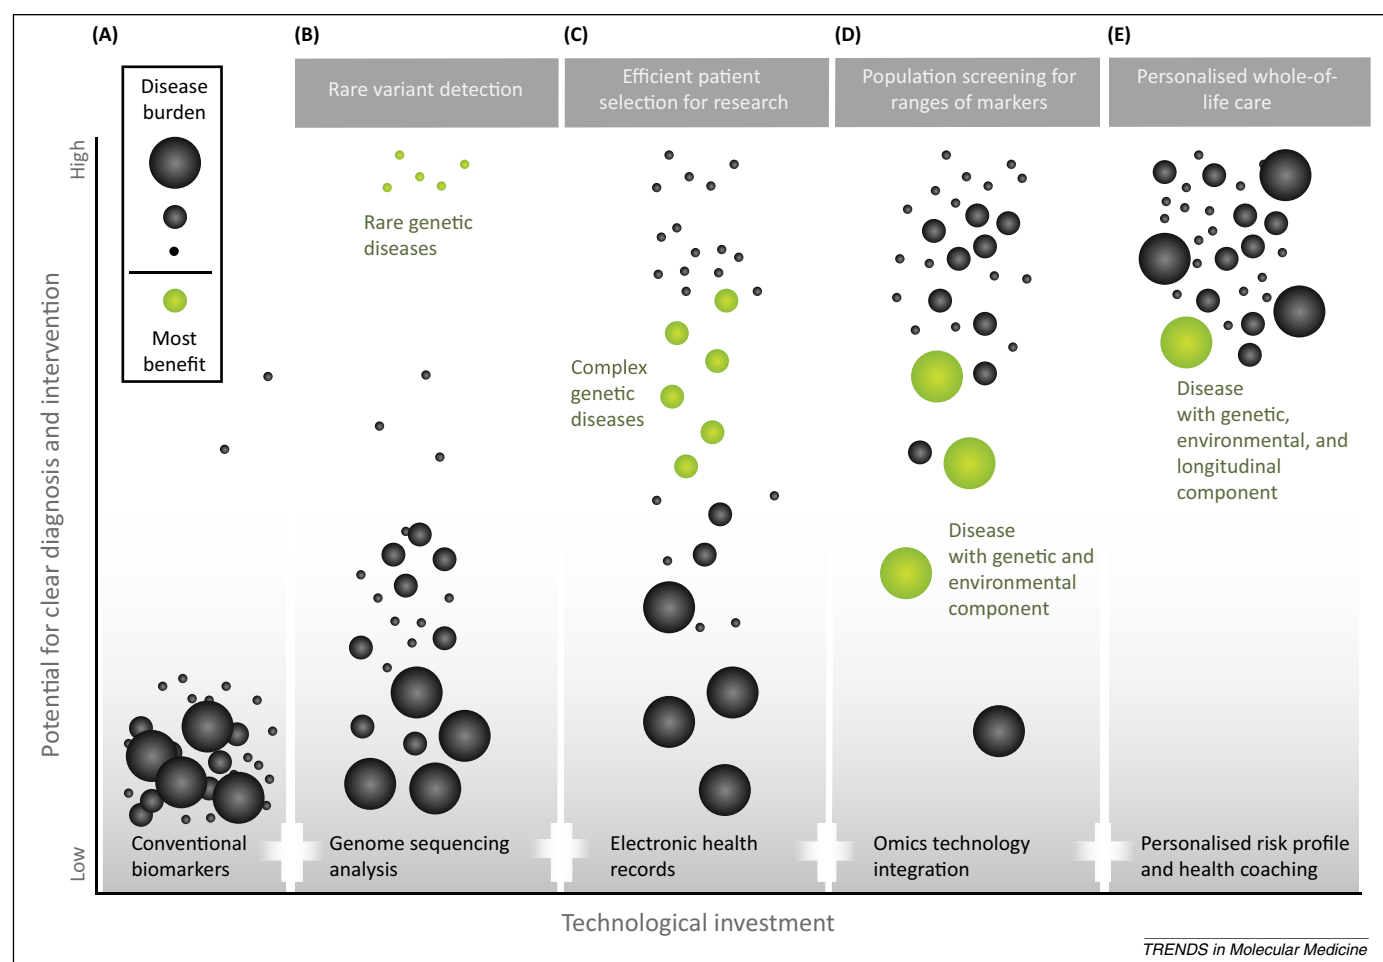 (A)
(B)
(C)
(D)
(E)
Disease
burden
Most
benefit
Rare variant detection
Efficient patient
selection for research
Population screening for
ranges of markers
Personalised whole-of-
life care
High
Potential for clear diagnosis and intervention
Low
Rare genetic
diseases
Complex
genetic
diseases
Disease
with genetic and
environmental
component
Disease
with genetic,
environmental, and
longitudinal
component
Conventional
biomarkers
Genome sequencing
analysis
Electronic health
records
Omics technology
integration
Personalised risk profile
and health coaching
Technological investment
TRENDS in Molecular Medicine